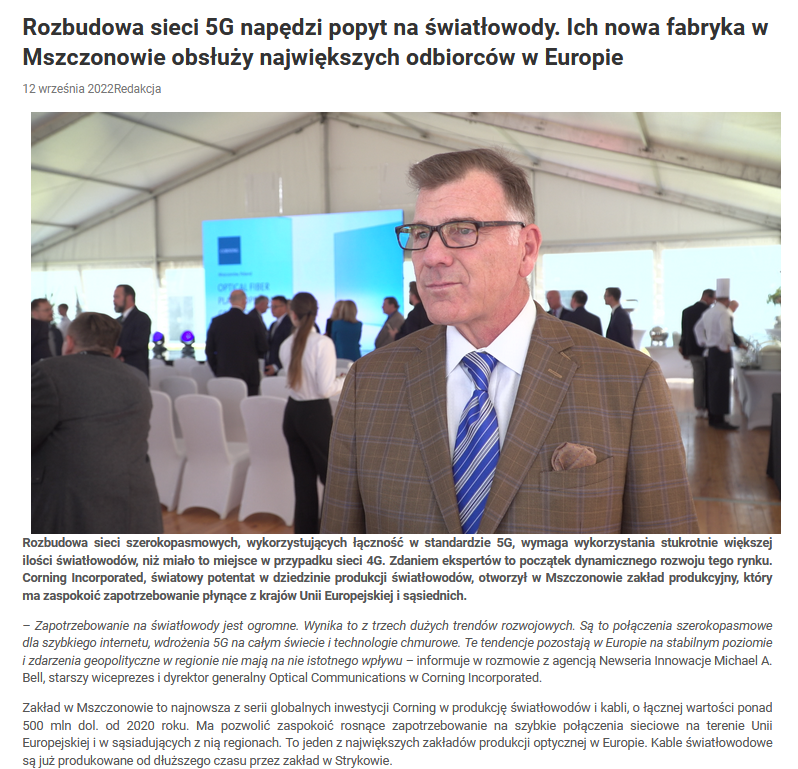 Rozbudowa sieci 5G napędzi popyt na światłowody. Ich nowa fabryka w
Mszczonowie obsłuży największych odbiorców w Europie
12 września 2022Redakcja
OPTICAL FIBER
Rozbudowa sieci szerokopasmowych, wykorzystujących łączność w standardzie 5G, wymaga wykorzystania stukrotnie większej
ilości światłowodów, niż miało to miejsce w przypadku sieci 4G. Zdaniem ekspertów to początek dynamicznego rozwoju tego rynku.
Corning Incorporated, światowy potentat w dziedzinie produkcji światłowodów, otworzył w Mszczonowie zakład produkcyjny, który
ma zaspokoić zapotrzebowanie płynące z krajów Unii Europejskiej i sąsiednich.
– Zapotrzebowanie na światłowody jest ogromne. Wynika to z trzech dużych trendów rozwojowych. Są to połączenia szerokopasmowe
dla szybkiego internetu, wdrożenia 5G na całym świecie i technologie chmurowe. Te tendencje pozostają w Europie na stabilnym poziomie
i zdarzenia geopolityczne w regionie nie mają na nie istotnego wpływu – informuje w rozmowie z agencją Newseria Innowacje Michael A.
Bell, starszy wiceprezes i dyrektor generalny Optical Communications w Corning Incorporated.
Zakład w Mszczonowie to najnowsza z serii globalnych inwestycji Corning w produkcję światłowodów i kabli, o łącznej wartości ponad
500 mln dol. od 2020 roku. Ma pozwolić zaspokoić rosnące zapotrzebowanie na szybkie połączenia sieciowe na terenie Unii
Europejskiej i w sąsiadujących z nią regionach. To jeden z największych zakładów produkcji optycznej w Europie. Kable światłowodowe
są już produkowane od dłuższego czasu przez zakład w Strykowie.